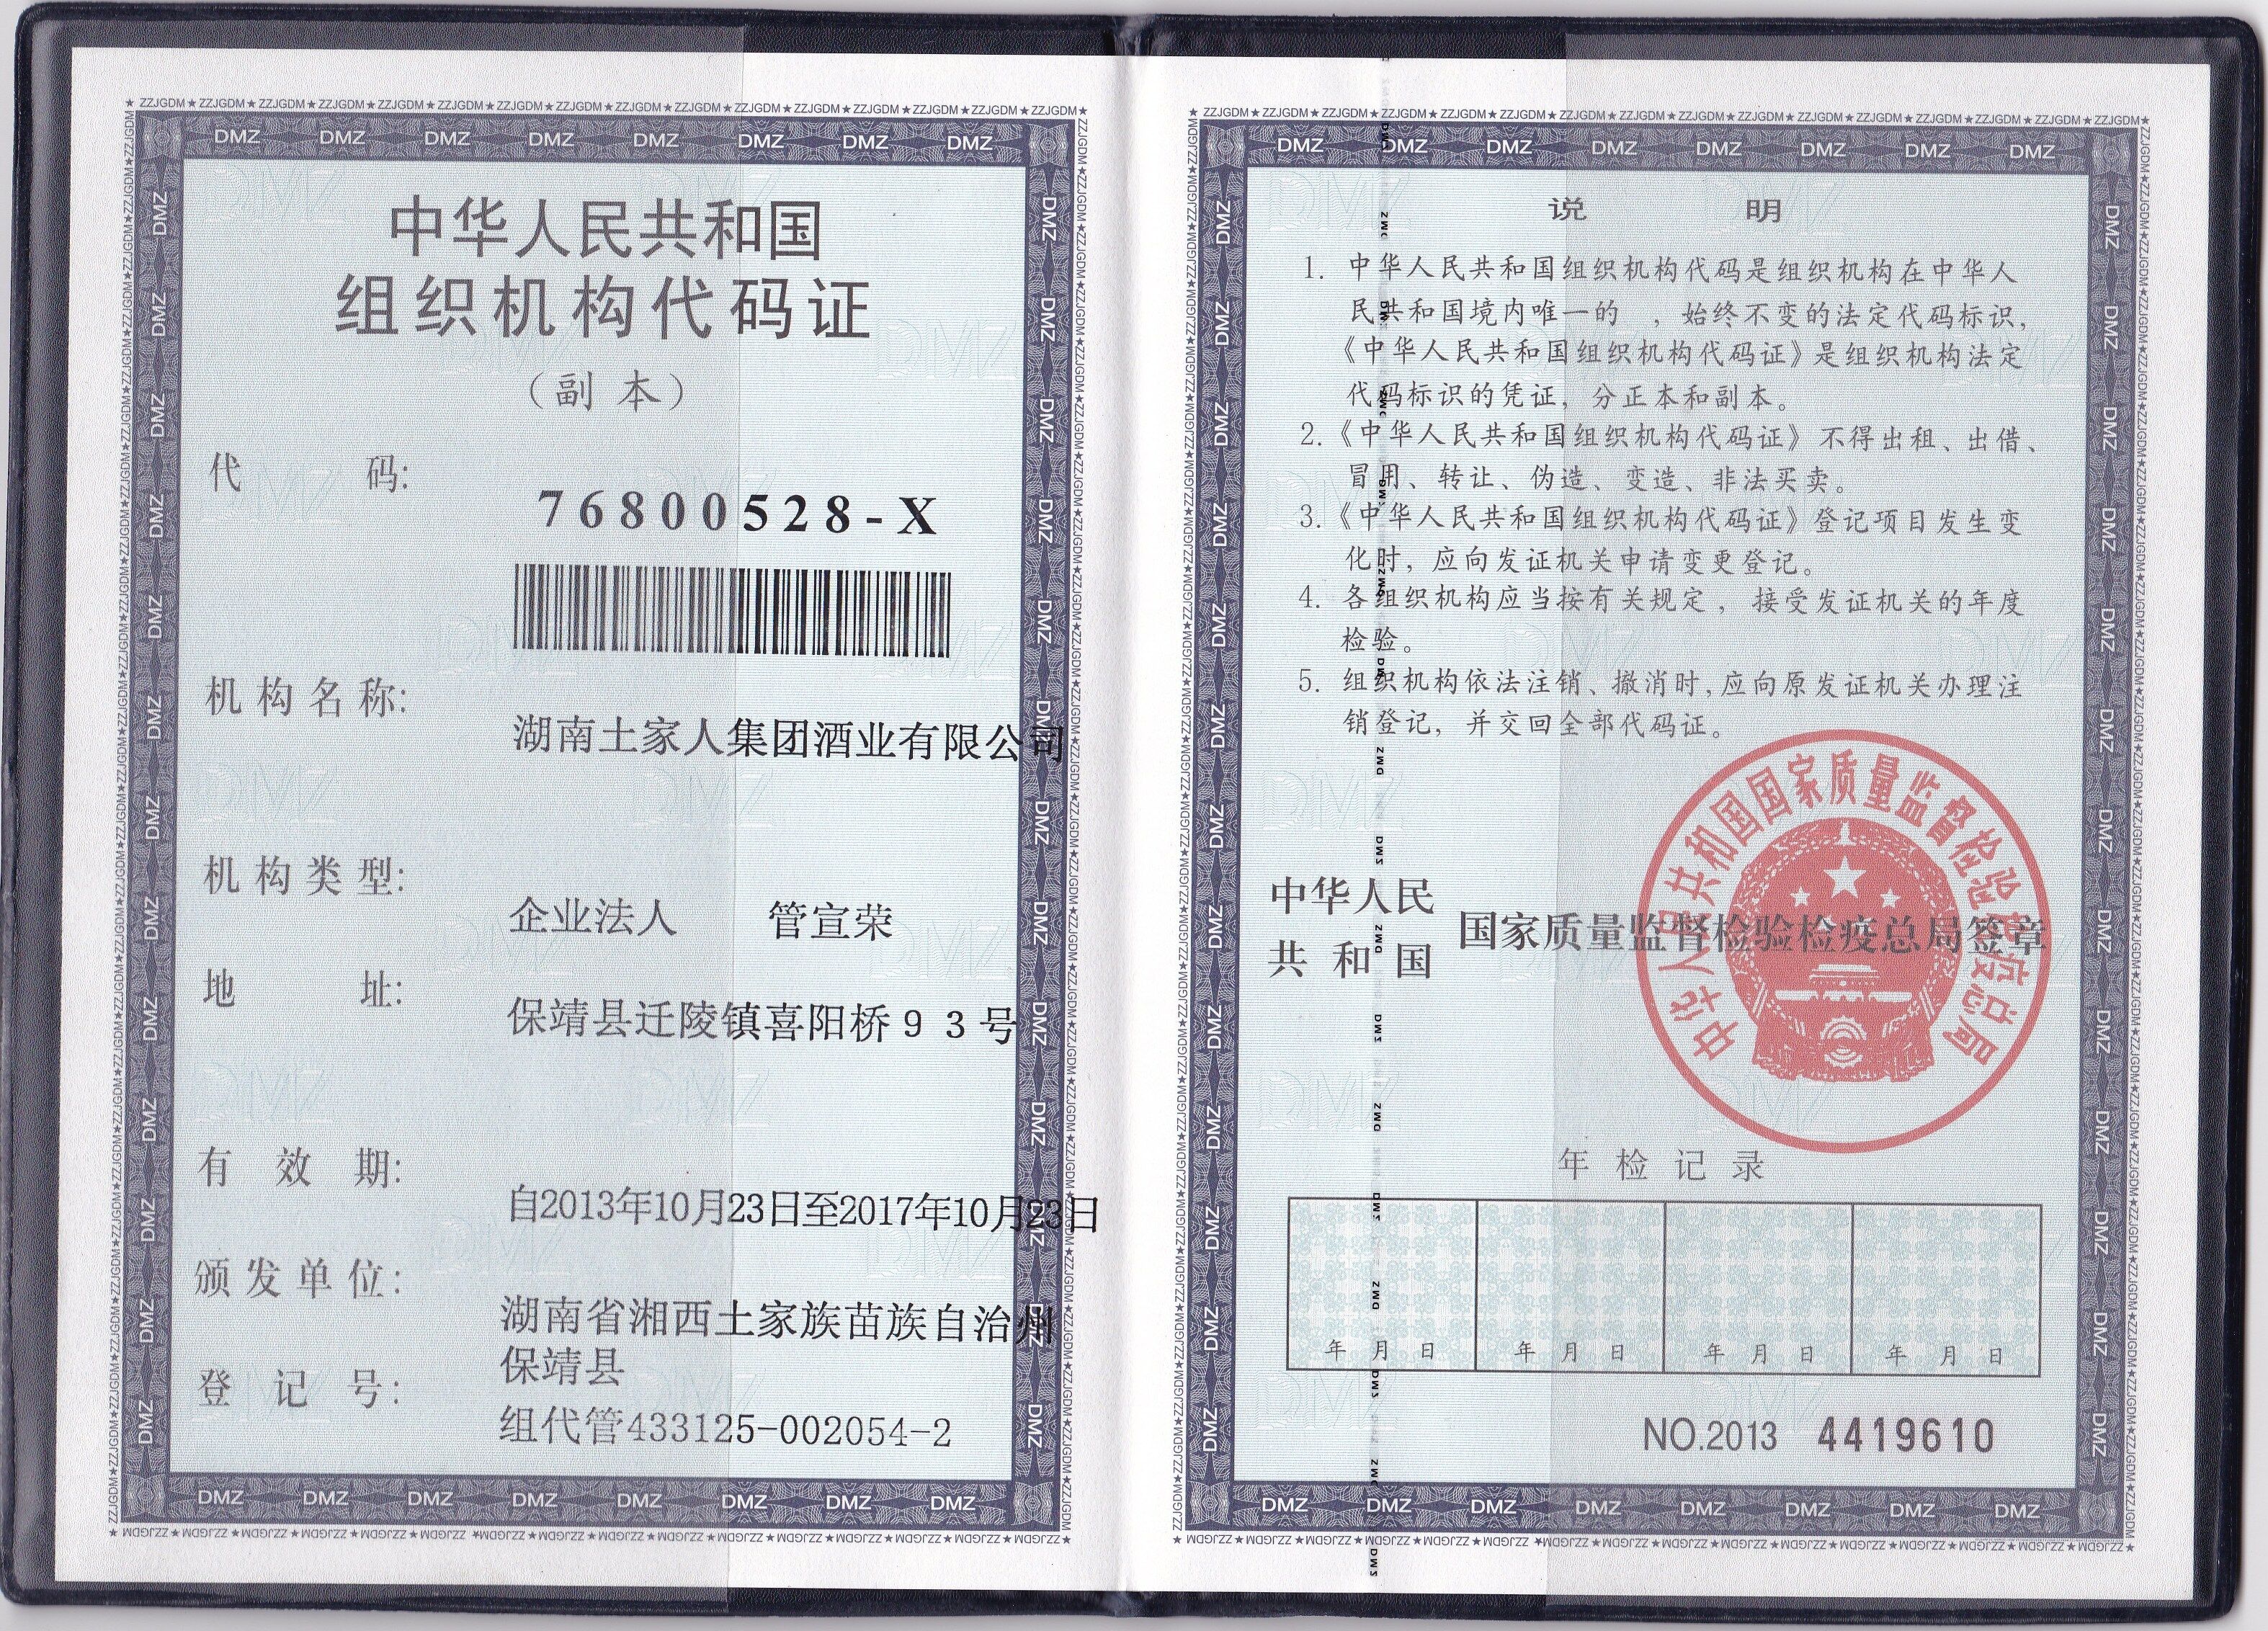 中华人民共和国
组织机构代码证
（副 本）
代 码:
76800528-X
机构名称:
湖南土家人集团酒业有限公司
机构类型:
企业法人 管宣荣
地 址:
保靖县迁陵镇喜阳桥９３号
有 效 期:
自2013年10月23日至2017年10月23日
颁发单位:
湖南省湘西土家族苗族自治州
保靖县
登 记 号:
组代管433125-002054-2
说 明
1. 中华人民共和国组织机构代码是组织机构在中华人
民共和国境内唯一的 ，始终不变的法定代码标识，
《中华人民共和国组织机构代码证》是组织机构法定
代码标识的凭证，分正本和副本。
2.《中华人民共和国组织机构代码证》不得出租、出借、
冒用、转让、伪造、变造、非法买卖。
3.《中华人民共和国组织机构代码证》登记项目发生变
化时，应向发证机关申请变更登记。
4. 各组织机构应当按有关规定，接受发证机关的年度
检验。
5. 组织机构依法注销、撤消时,应向原发证机关办理注
销登记，并交回全部代码证。
中华人民
共和国
国家质量监督检验检疫总局签章
中华人民共和国国家质量监督检验检疫总局
年检记录
年 月 日 年 月 日 年 月 日 年 月 日
NO.2013 4419610